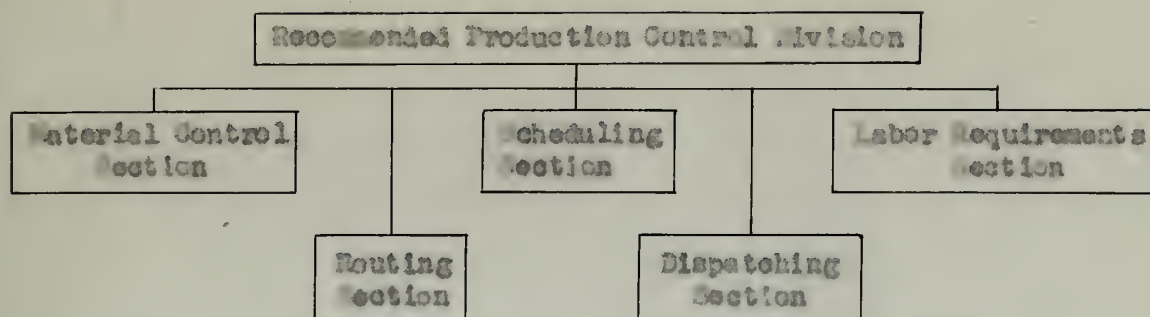 Recommended Production Control Division
Material Control
Section
Scheduling
Section
Labor Requirements
Section
Routing
Section
Dispatching
Section